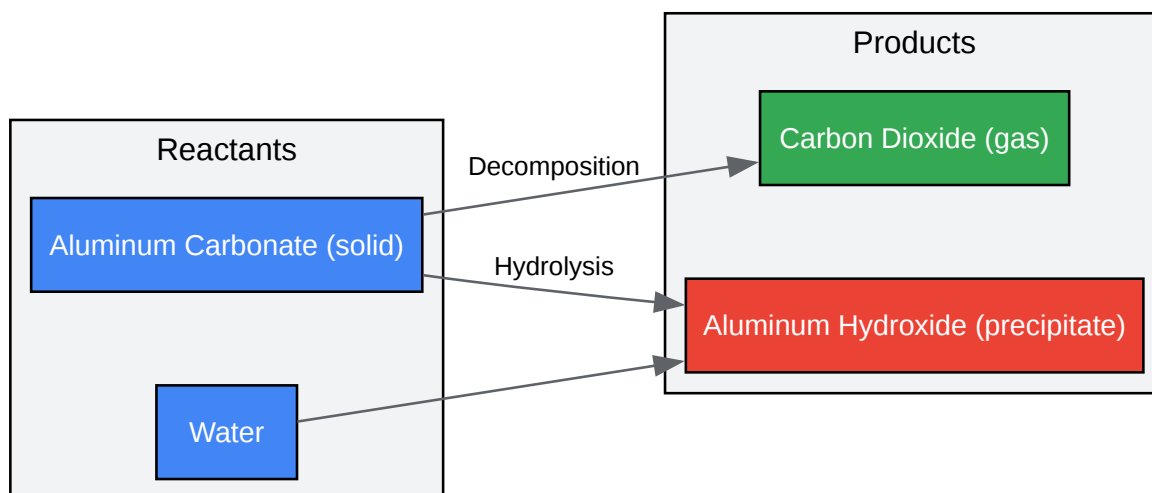 Reactants
Aluminum Carbonate (solid)
Water
Decomposition
Hydrolysis
Products
Carbon Dioxide (gas)
Aluminum Hydroxide (precipitate)